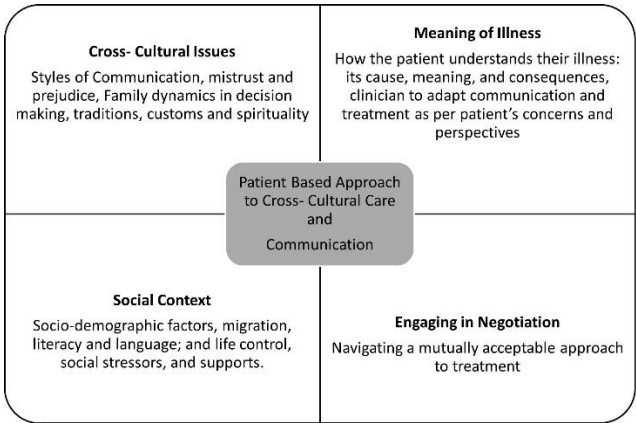 Cross- Cultural Issues
Styles of Communication, mistrust and
prejudice, Family dynamics in decision
making, traditions, customs and spirituality
Meaning of Illness
How the patient understands their illness:
its cause, meaning, and consequences,
clinician to adapt communication and
treatment as per patient’s concerns and
perspectives
Patient Based Approach
to Cross- Cultural Care
and
Communication
Social Context
Socio-demographic factors, migration,
literacy and language; and life control,
social stressors, and supports.
Engaging in Negotiation
Navigating a mutually acceptable approach
to treatment